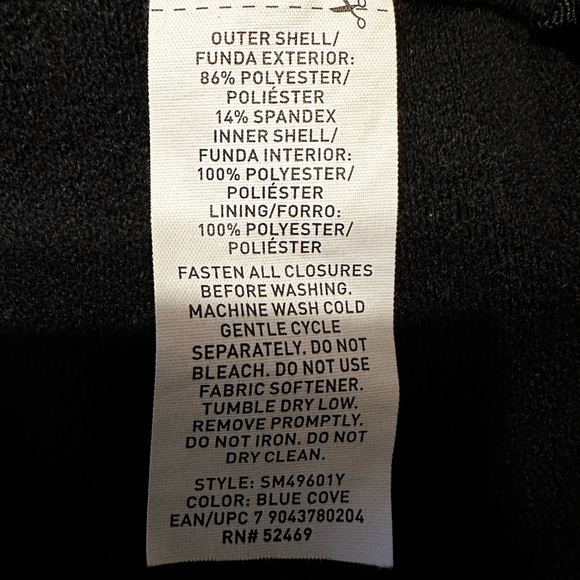 OUTER SHELL/
FUNDA EXTERIOR:
86% POLYESTER/
POLIÉSTER
14% SPANDEX
INNER SHELL/
FUNDA INTERIOR:
100% POLYESTER/
POLIÉSTER
LINING/FORRO:
100% POLYESTER/
POLIÉSTER
FASTEN ALL CLOSURES
BEFORE WASHING.
MACHINE WASH COLD
GENTLE CYCLE
SEPARATELY. DO NOT
BLEACH. DO NOT USE
FABRIC SOFTENER.
TUMBLE DRY LOW.
REMOVE PROMPTLY.
DO NOT IRON. DO NOT
DRY CLEAN.
STYLE: SM49601Y
COLOR: BLUE COVE
EAN/UPC 7 9043780204
RN# 52469